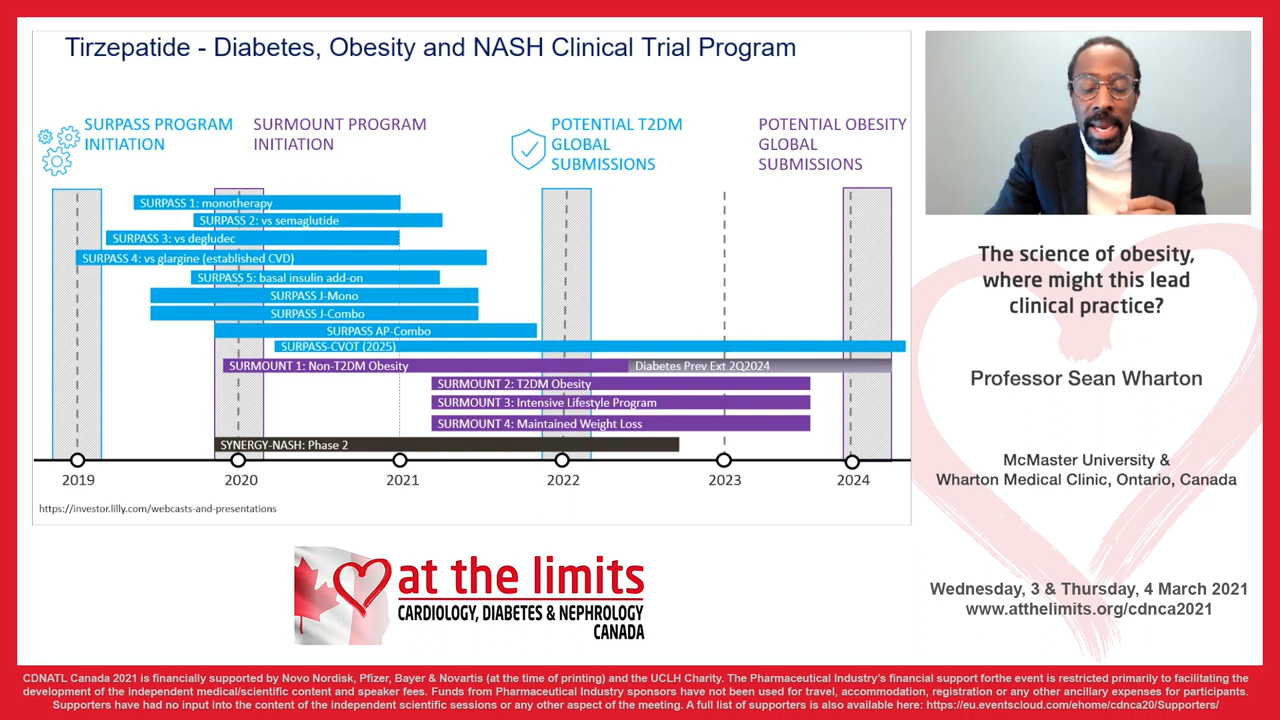 Tirzepatide - Diabetes, Obesity and NASH Clinical Trial Program
SURPASS PROGRAM
INITIATION
SURMOUNT PROGRAM
INITIATION
POTENTIAL T2DM
GLOBAL
SUBMISSIONS
POTENTIAL OBESITY
GLOBAL
SUBMISSIONS
SURPASS 1: monotherapy
SURPASS 2: vs semaglutide
SURPASS 3: vs degludec
SURPASS 4: vs glargine (established CVD)
SURPASS 5: basal insulin add-on
SURPASS J-Mono
SURPASS J-Combo
SURPASS AP-Combo
SURPASS-CVOT (2025)
SURMOUNT 1: Non-T2DM Obesity
Diabetes Prev Ext 2Q2024
SURMOUNT 2: T2DM Obesity
SURMOUNT 3: Intensive Lifestyle Program
SURMOUNT 4: Maintained Weight Loss
SYNERGY-NASH: Phase 2
2019 2020 2021 2022 2023 2024
https://investor.lilly.com/webcasts-and-presentations
The science of obesity,
where might this lead
clinical practice?
Professor Sean Wharton
McMaster University &
Wharton Medical Clinic, Ontario, Canada
Wednesday, 3 & Thursday, 4 March 2021
www.atthelimits.org/cdnca2021
at the limits
CARDIOLOGY, DIABETES & NEPHROLOGY
CANADA
CDNATL Canada 2021 is financially supported by Novo Nordisk, Pfizer, Bayer & Novartis (at the time of printing) and the UCLH Charity. The Pharmaceutical Industry's financial support forthe event is restricted primarily to facilitating the
development of the independent medical/scientific content and speaker fees. Funds from Pharmaceutical Industry sponsors have not been used for travel, accommodation, registration or any other ancillary expenses for participants.
Supporters have had no input into the content of the independent scientific sessions or any other aspect of the meeting. A full list of supporters is also available here: https://eu.eventscloud.com/ehome/cdnca20/Supporters/